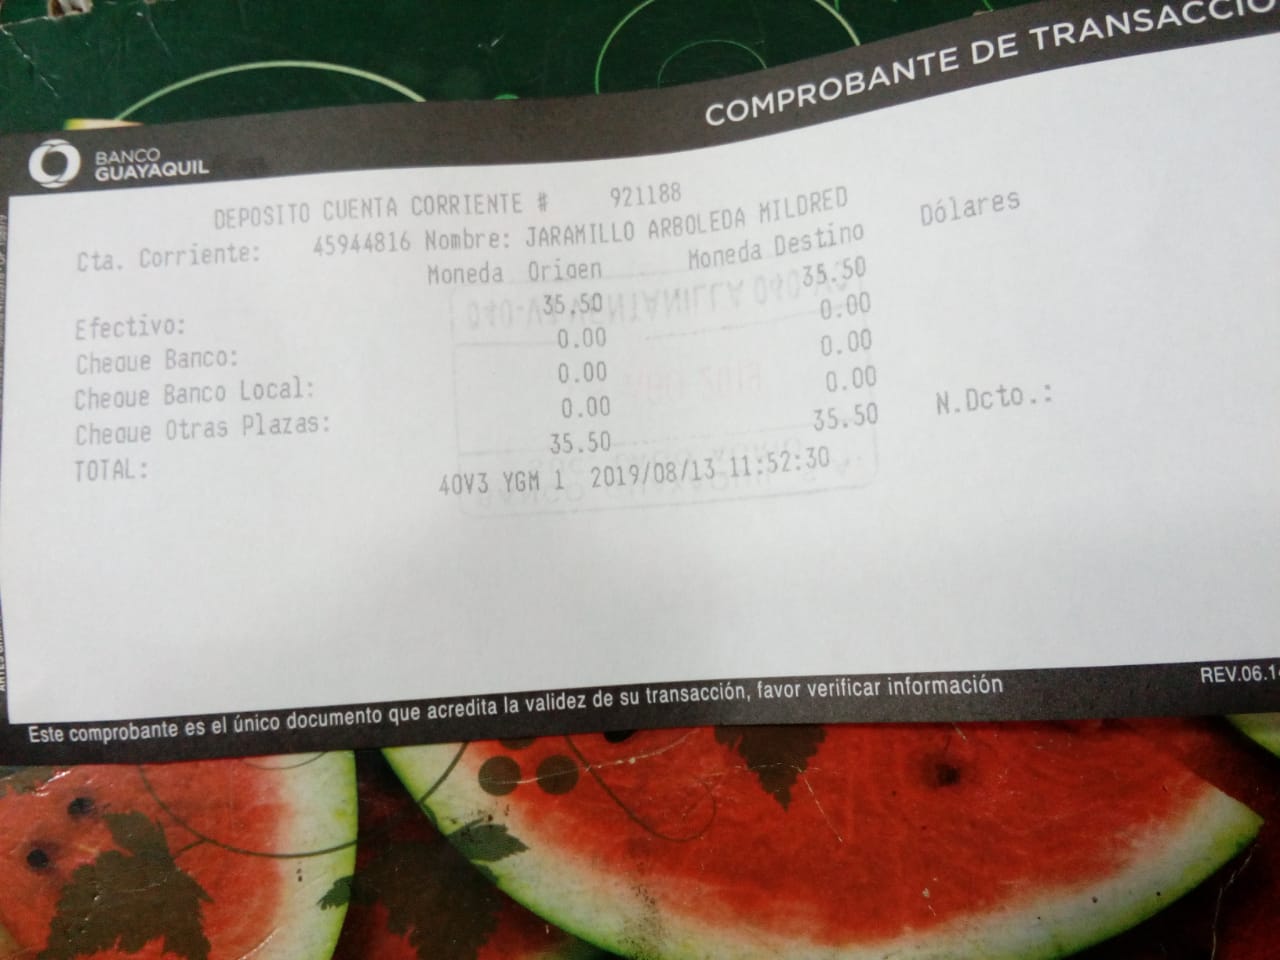 COMPROBANTE DE TRANSACCIO
BANCO
GUAYAQUIL
DEPOSITO CUENTA CORRIENTE # 921188
Cta. Corriente: 45944816 Nombre: JARAMILLO ARBOLEDA MILDRED
Moneda Origen Moneda Destino Dólares
Efectivo: 35.50 35.50
Cheque Banco: 0.00 0.00
Cheque Banco Local: 0.00 0.00
Cheque Otras Plazas: 0.00 0.00
TOTAL: 35.50 35.50 N.Dcto.:
40V3 YGM 1 2019/08/13 11:52:30
Este comprobante es el único documento que acredita la validez de su transacción, favor verificar información
REV.06.1